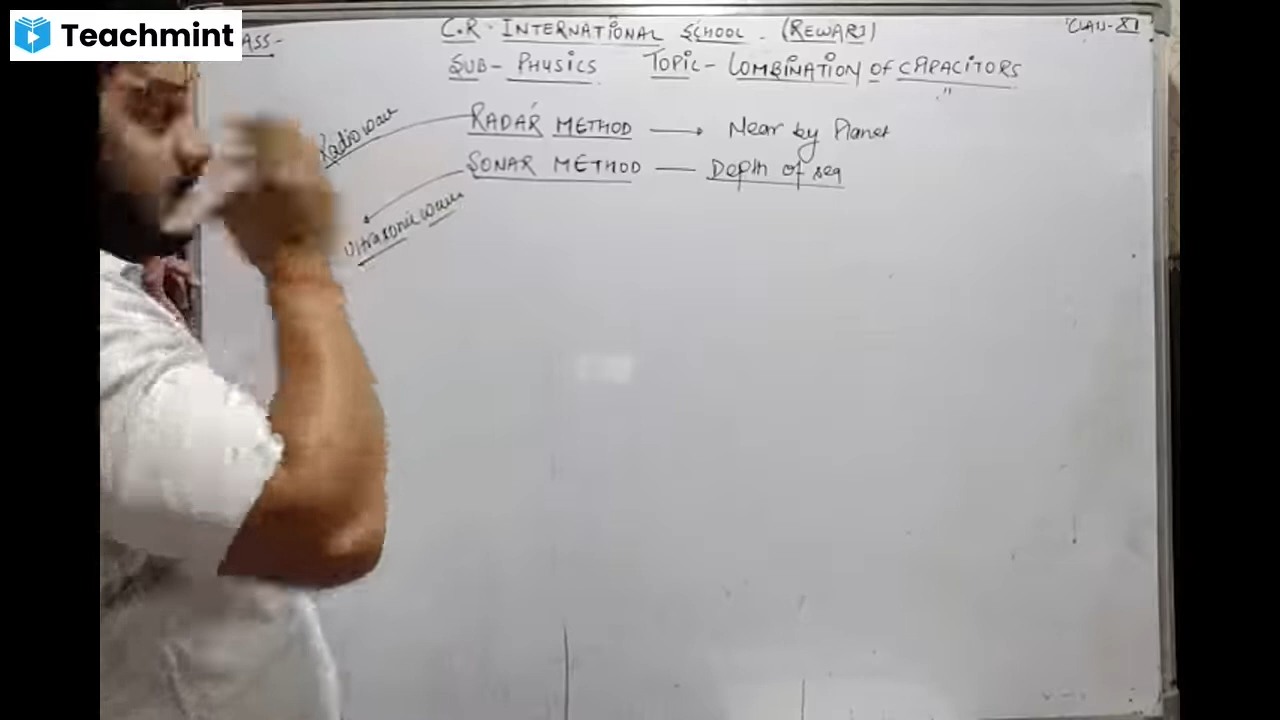 Teachmint
ASS-
C.R. INTERNATIONAL SCHOOL . (REWARI)
CLASS-XI
SUB- PHYSICS TOPIC- COMBINATION OF CAPACITORS
Radiowave
RADAR METHOD → Near by Planet
SONAR METHOD — Depth of sea
Ultrasonic wave